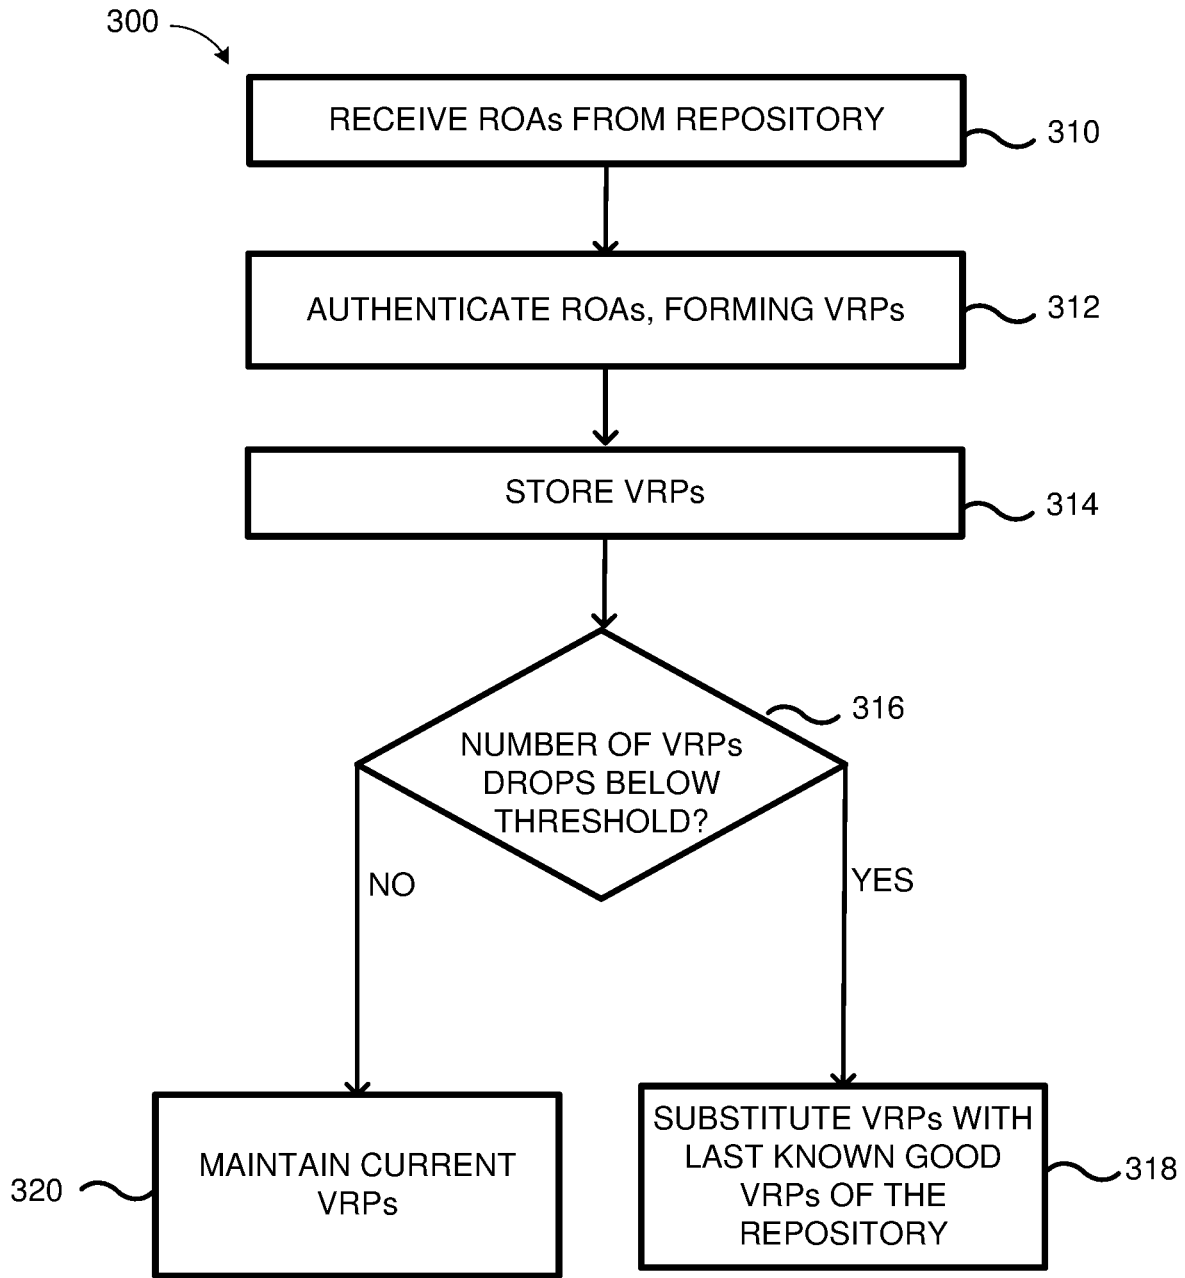 300
RECEIVE ROAs FROM REPOSITORY
310
AUTHENTICATE ROAs, FORMING VRPs
312
STORE VRPs
314
316
NUMBER OF VRPs
DROPS BELOW
THRESHOLD?
NO
YES
MAINTAIN CURRENT
VRPs
320
SUBSTITUTE VRPs WITH
LAST KNOWN GOOD
VRPs OF THE
REPOSITORY
318